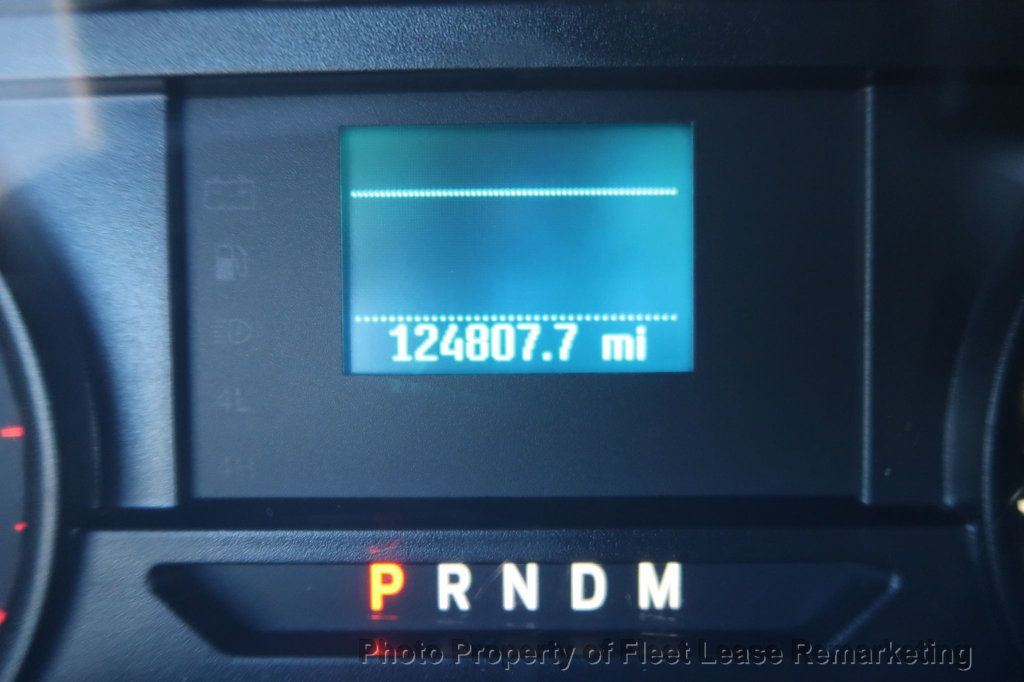 124807.7 mi
4L
4H
P R N D M
Photo Property of Fleet Lease Remarketing